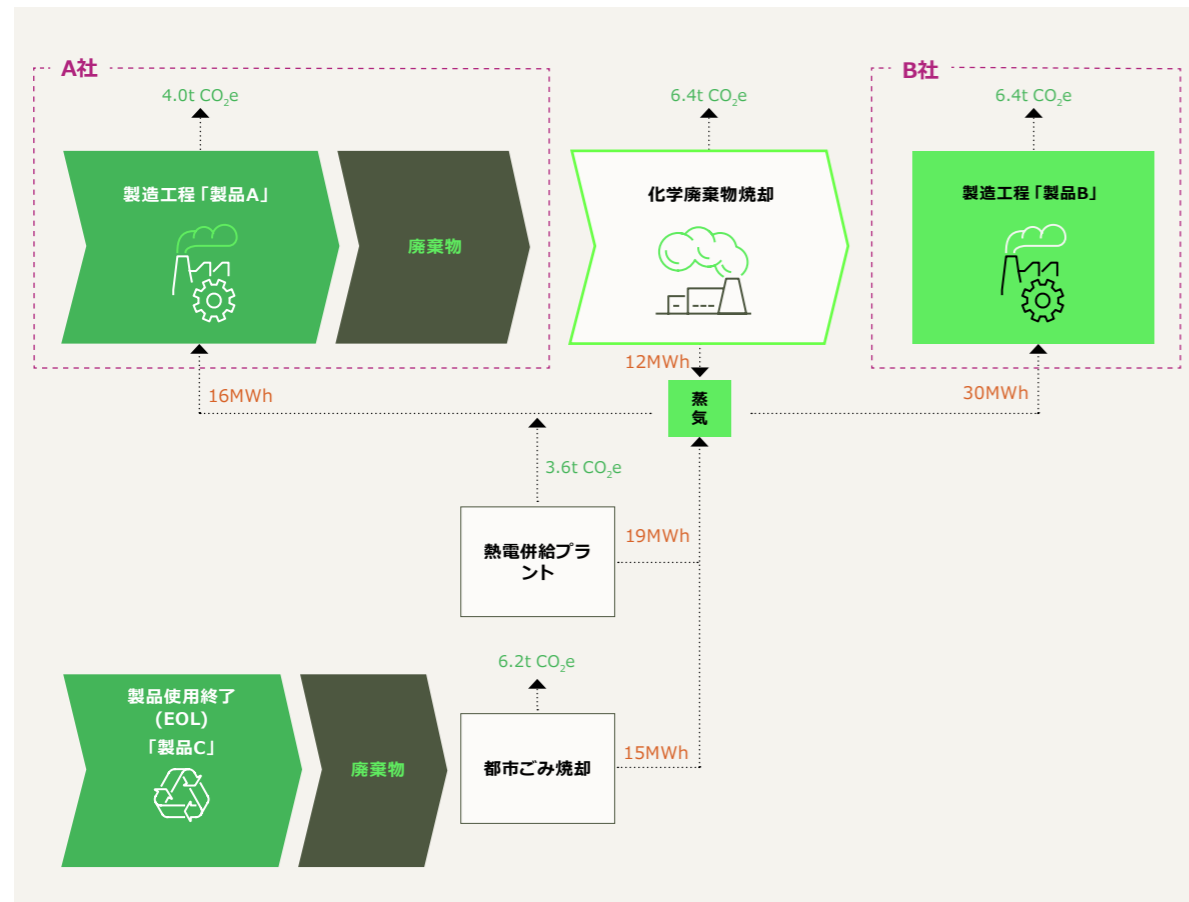 A社
4.0t CO₂e
製造工程「製品A」
廃棄物
6.4t CO₂e
化学廃棄物焼却
B社
6.4t CO₂e
製造工程「製品B」
16MWh
12MWh
蒸
気
30MWh
3.6t CO₂e
熱電併給プラ
ント
19MWh
製品使用終了
(EOL)
「製品C」
廃棄物
6.2t CO₂e
都市ごみ焼却
15MWh